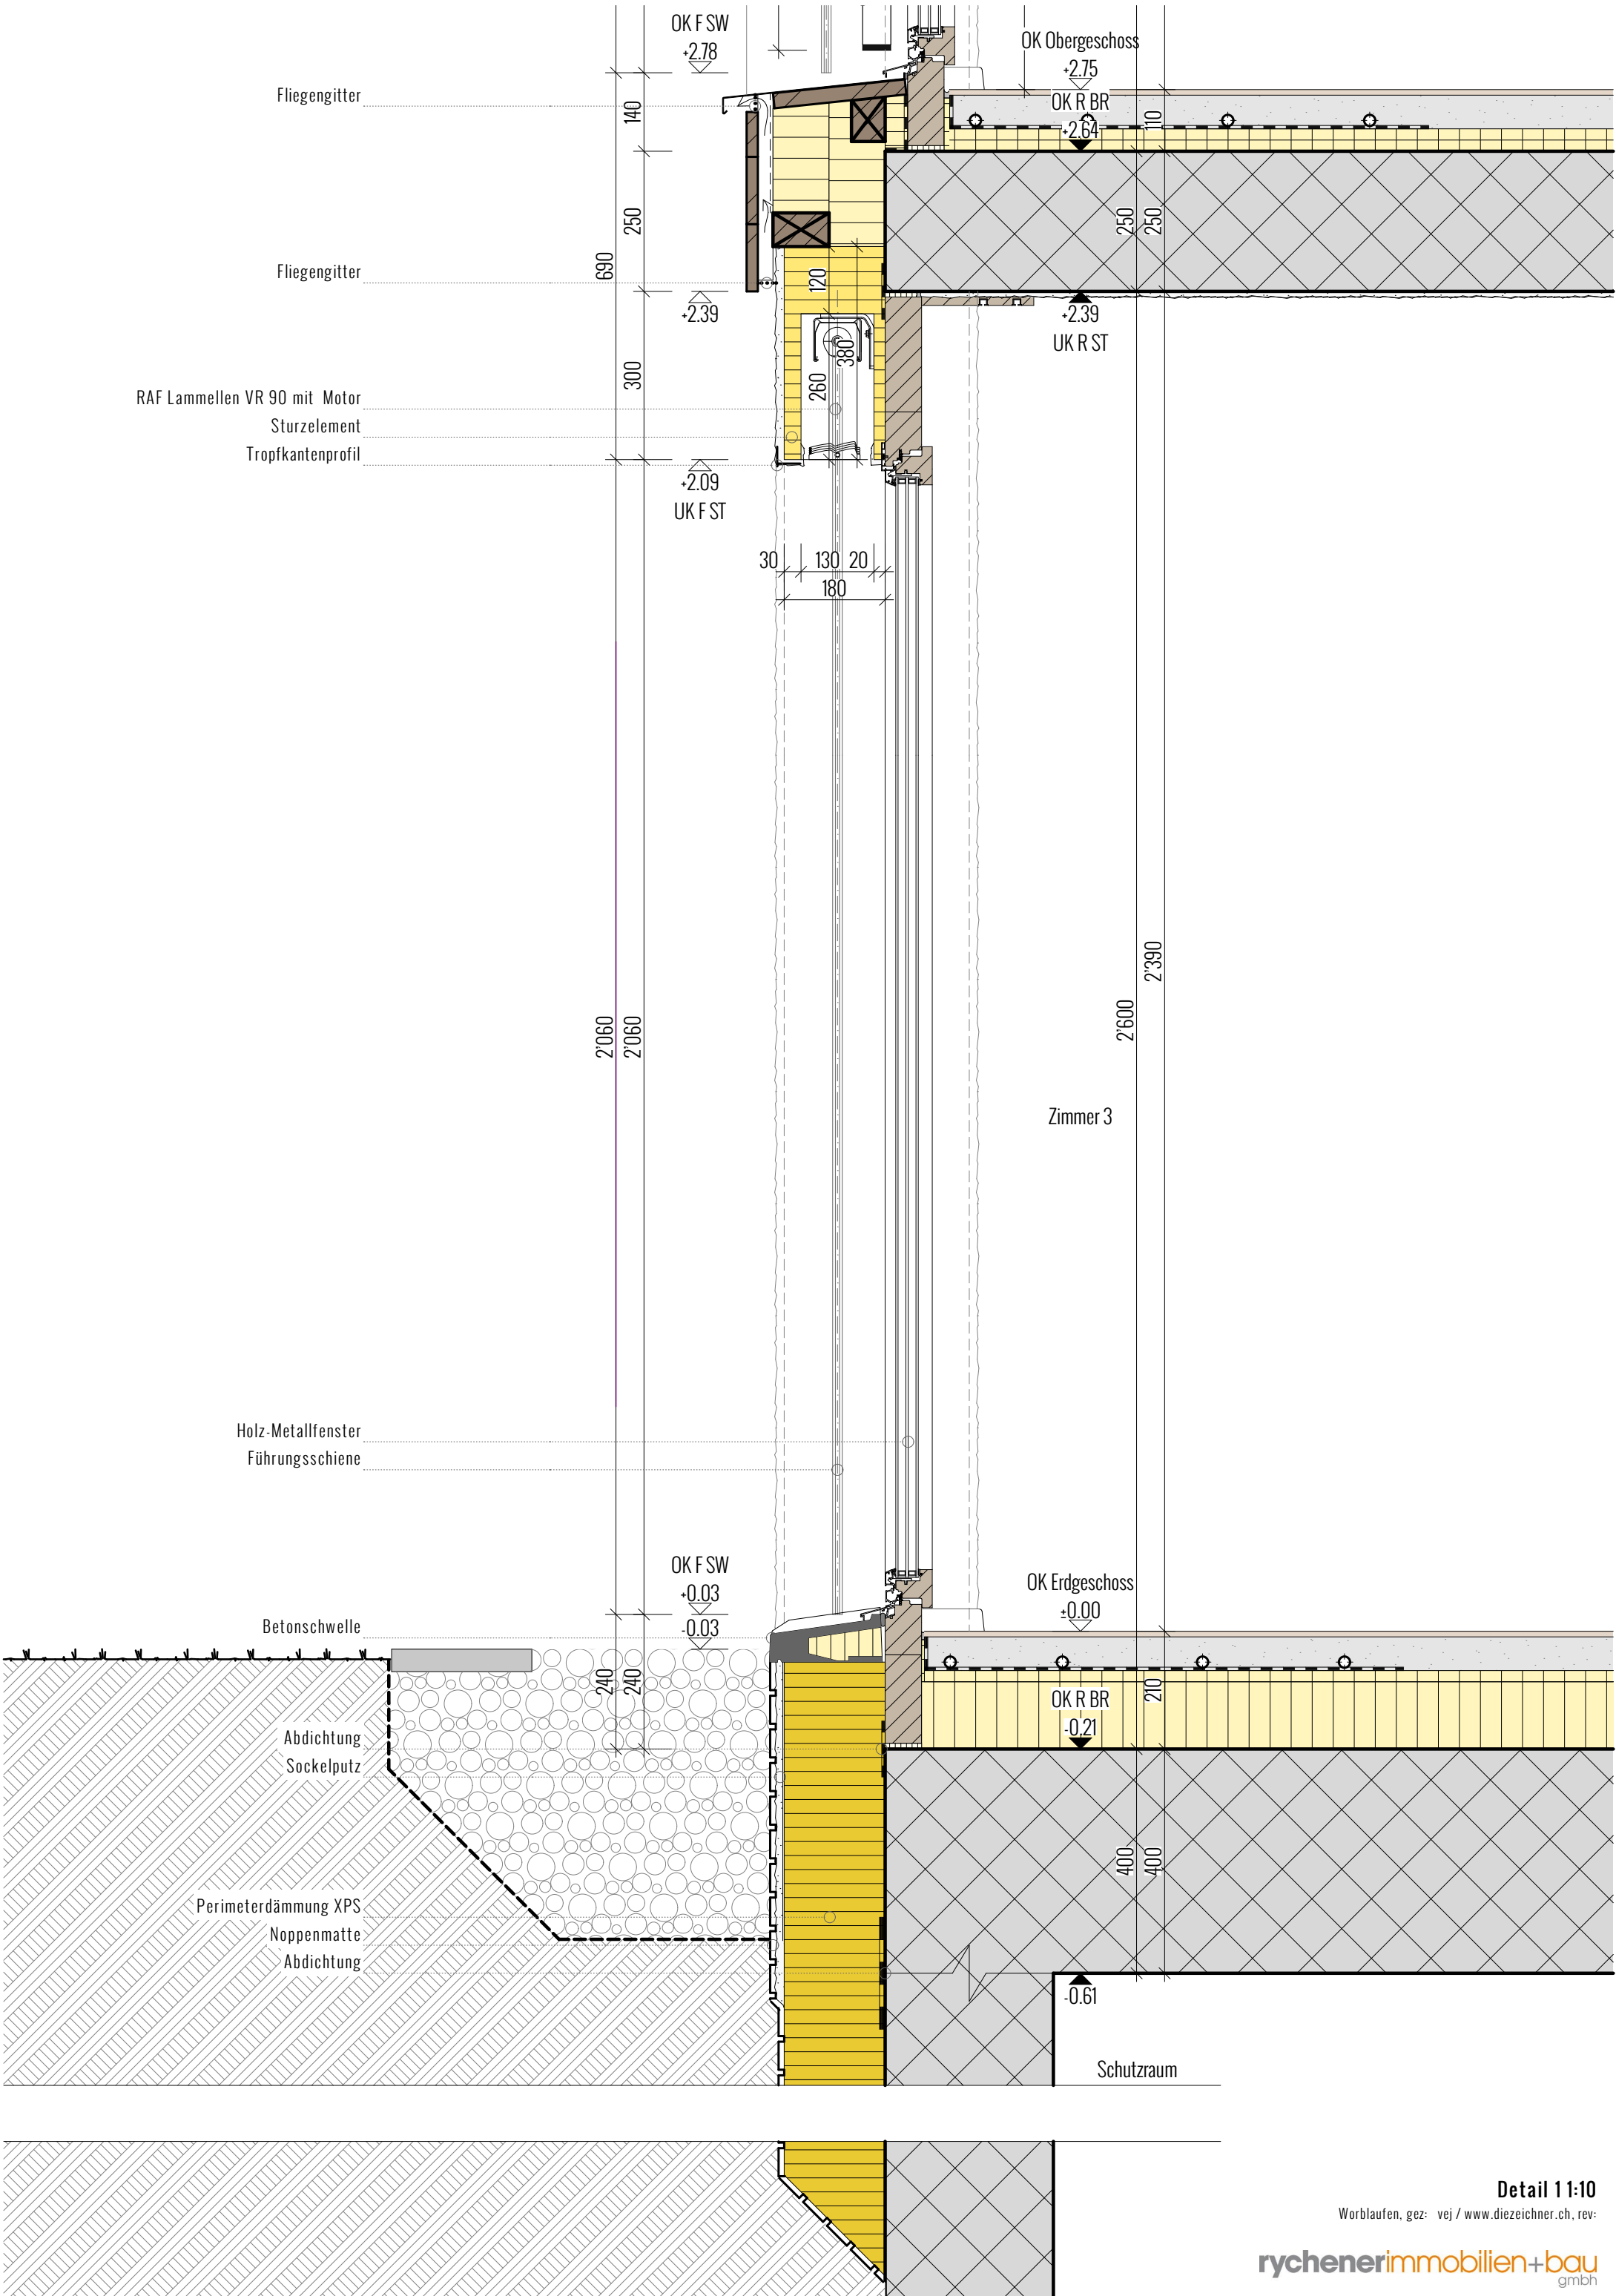 OK F SW
+2.78
OK Obergeschoss
+2.75
OK R BR
+2.64
Fliegengitter
140
110
250
250
250
690
Fliegengitter
120
+2.39
+2.39
UK R ST
380
260
300
RAF Lammellen VR 90 mit Motor
Sturzelement
Tropfkantenprofil
+2.09
UK F ST
30 130 20
180
2'390
2'600
2'060
2'060
Zimmer 3
Holz-Metallfenster
Führungsschiene
OK F SW
+0.03
-0.03
OK Erdgeschoss
±0.00
Betonschwelle
240
240
OK R BR
-0.21
210
Abdichtung
Sockelputz
400
400
Perimeterdämmung XPS
Noppenmatte
Abdichtung
-0.61
Schutzraum
Detail 1 1:10
Worblaufen, gez: vej / www.diezeichner.ch, rev:
rychenerimmobilien+bau
gmbh